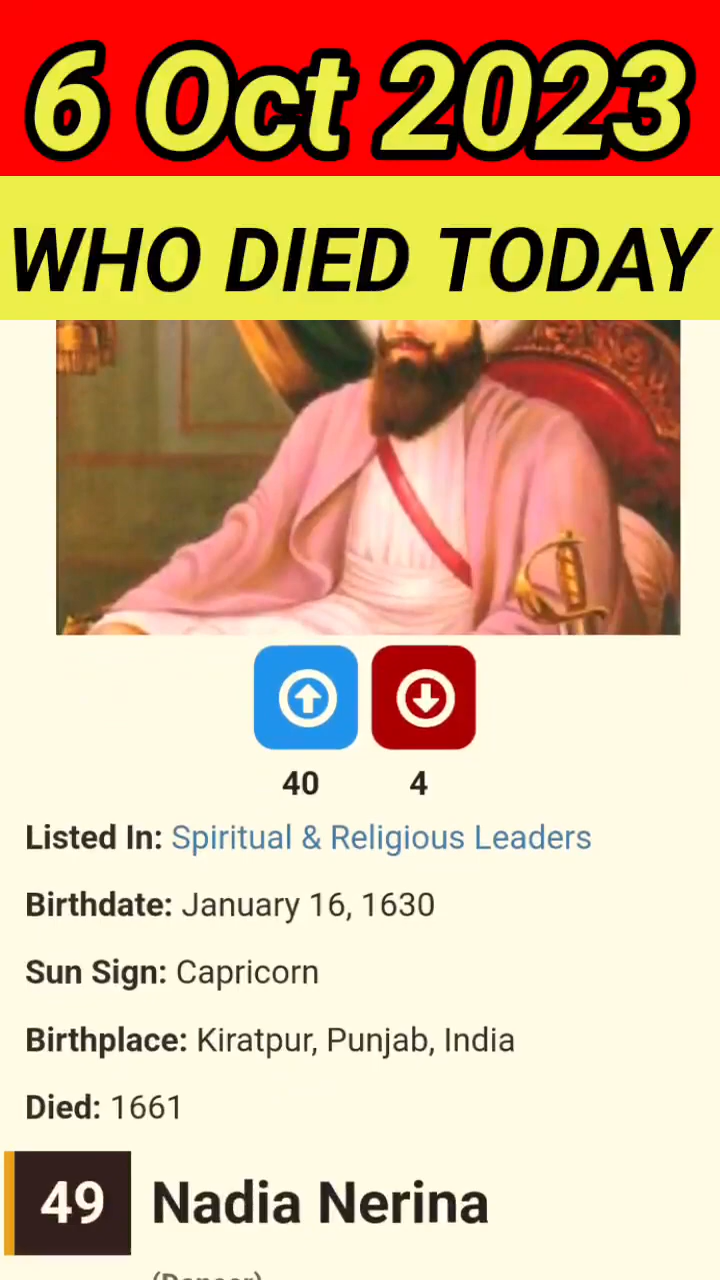 6 Oct 2023
WHO DIED TODAY
40 4
Listed In: Spiritual & Religious Leaders
Birthdate: January 16, 1630
Sun Sign: Capricorn
Birthplace: Kiratpur, Punjab, India
Died: 1661
49 Nadia Nerina